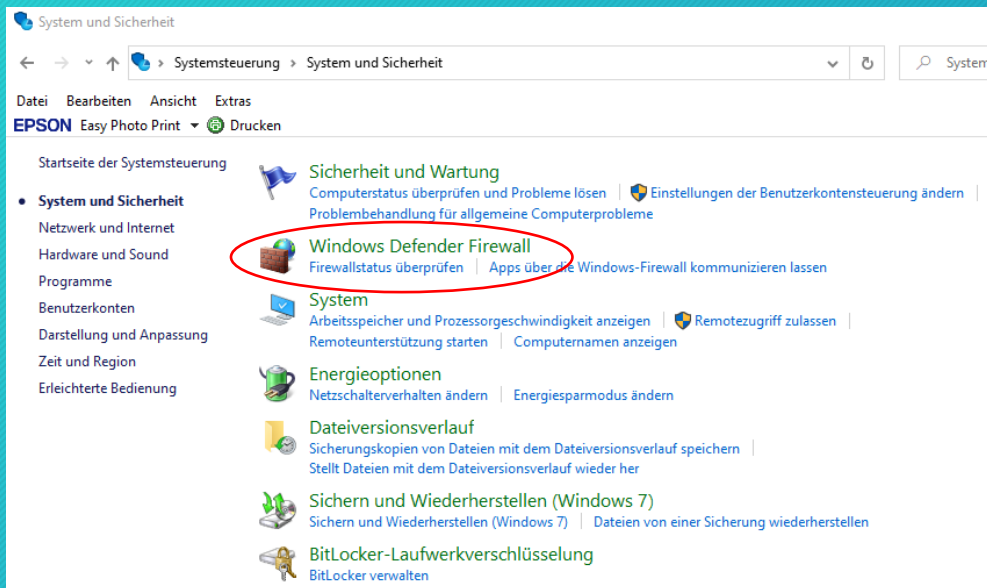 System und Sicherheit
Systemsteuerung › System und Sicherheit
System
Datei Bearbeiten Ansicht Extras
EPSON Easy Photo Print Drucken
Startseite der Systemsteuerung
System und Sicherheit
Netzwerk und Internet
Hardware und Sound
Programme
Benutzerkonten
Darstellung und Anpassung
Zeit und Region
Erleichterte Bedienung
Sicherheit und Wartung
Computerstatus überprüfen und Probleme lösen Einstellungen der Benutzerkontensteuerung ändern
Problembehandlung für allgemeine Computerprobleme
Windows Defender Firewall
Firewallstatus überprüfen Apps über die Windows-Firewall kommunizieren lassen
System
Arbeitsspeicher und Prozessorgeschwindigkeit anzeigen Remotezugriff zulassen
Remoteunterstützung starten Computernamen anzeigen
Energieoptionen
Netzschalterverhalten ändern Energiesparmodus ändern
Dateiversionsverlauf
Sicherungskopien von Dateien mit dem Dateiversionsverlauf speichern
Stellt Dateien mit dem Dateiversionsverlauf wieder her
Sichern und Wiederherstellen (Windows 7)
Sichern und Wiederherstellen (Windows 7) Dateien von einer Sicherung wiederherstellen
BitLocker-Laufwerkverschlüsselung
BitLocker verwalten